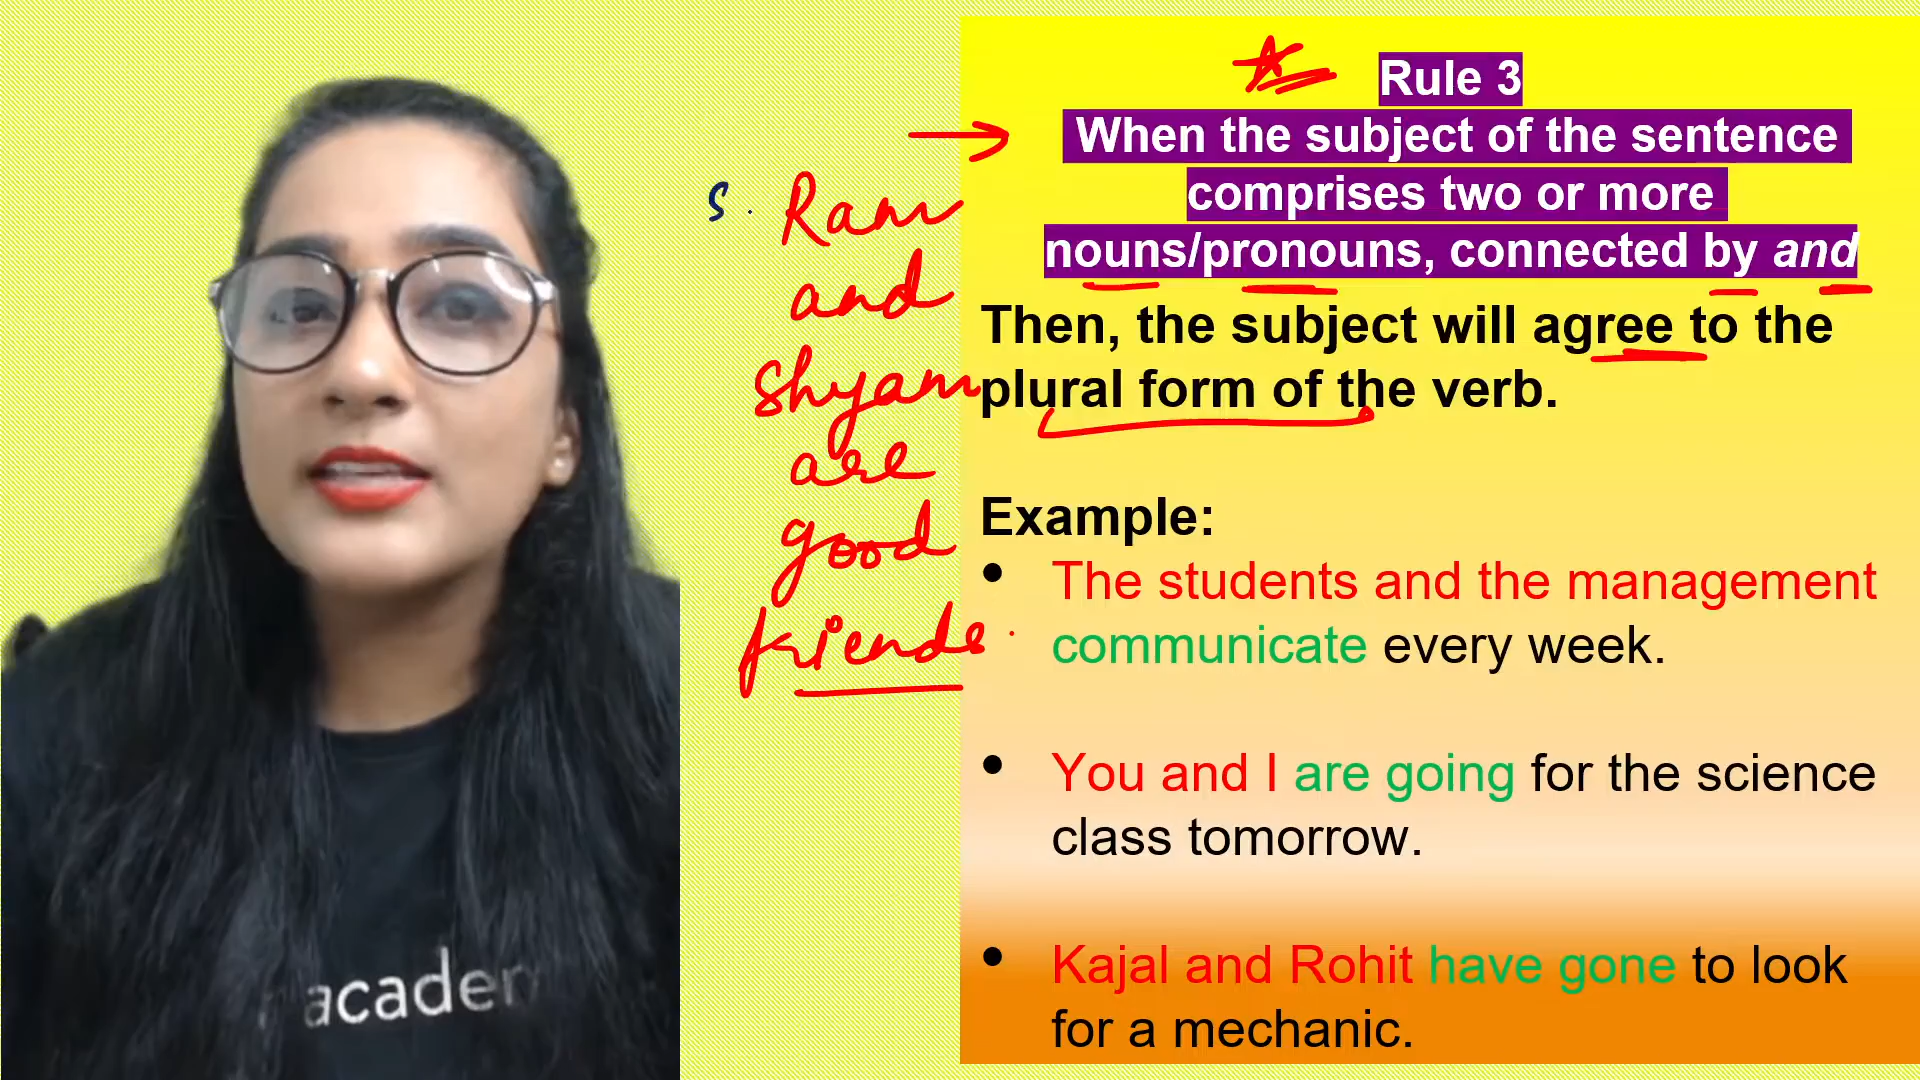 Rule 3
When the subject of the sentence
comprises two or more
nouns/pronouns, connected by and
Then, the subject will agree to the
plural form of the verb.
Example:
• The students and the management
communicate every week.
• You and I are going for the science
class tomorrow.
• Kajal and Rohit have gone to look
for a mechanic.
S.
Ram
and
Shyam
are
good
friends
academ